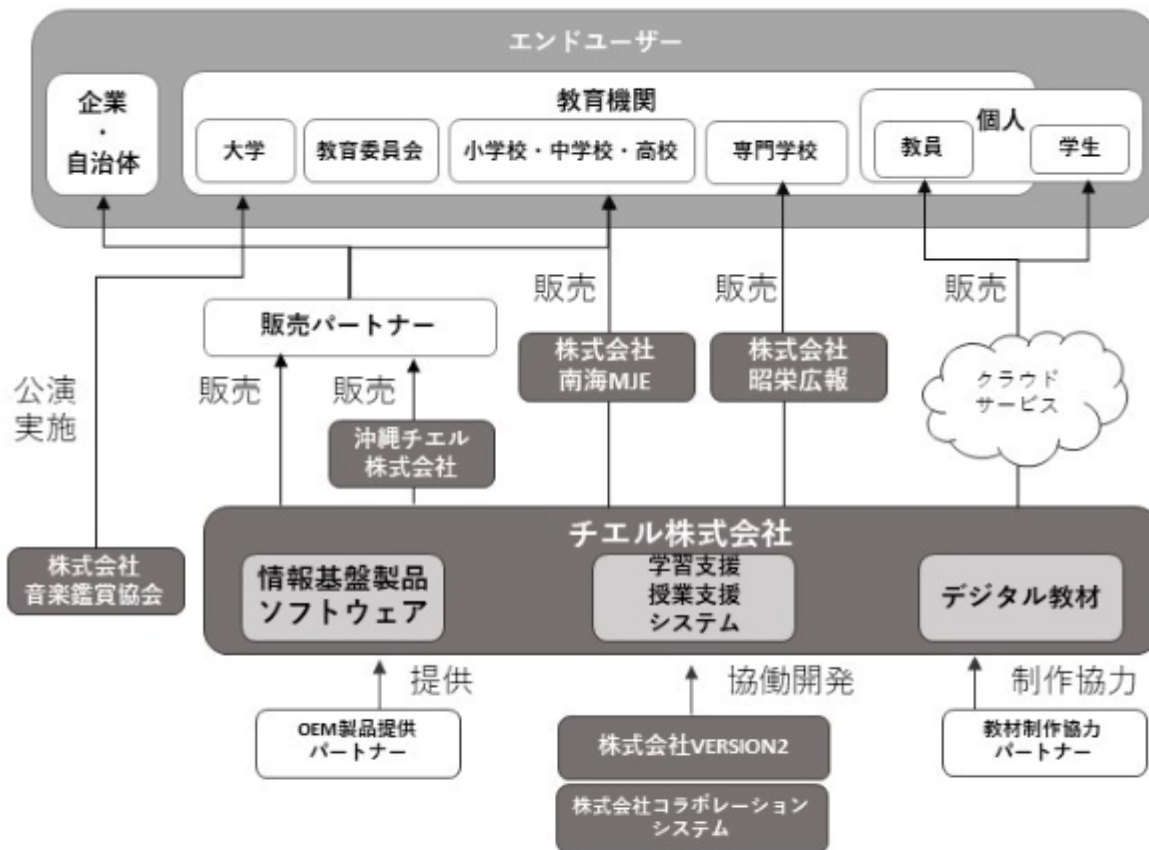 エンドユーザー
企業
・
自治体
教育機関
大学
教育委員会
小学校・中学校・高校
専門学校
個人
教員
学生
販売
販売
販売
販売パートナー
株式会社
南海MJE
株式会社
昭栄広報
クラウド
サービス
公演
実施
販売
販売
沖縄チエル
株式会社
チエル株式会社
株式会社
音楽鑑賞協会
情報基盤製品
ソフトウェア
学習支援
授業支援
システム
デジタル教材
提供
協働開発
制作協力
OEM製品提供
パートナー
株式会社VERSION2
教材制作協力
パートナー
株式会社コラボレーション
システム